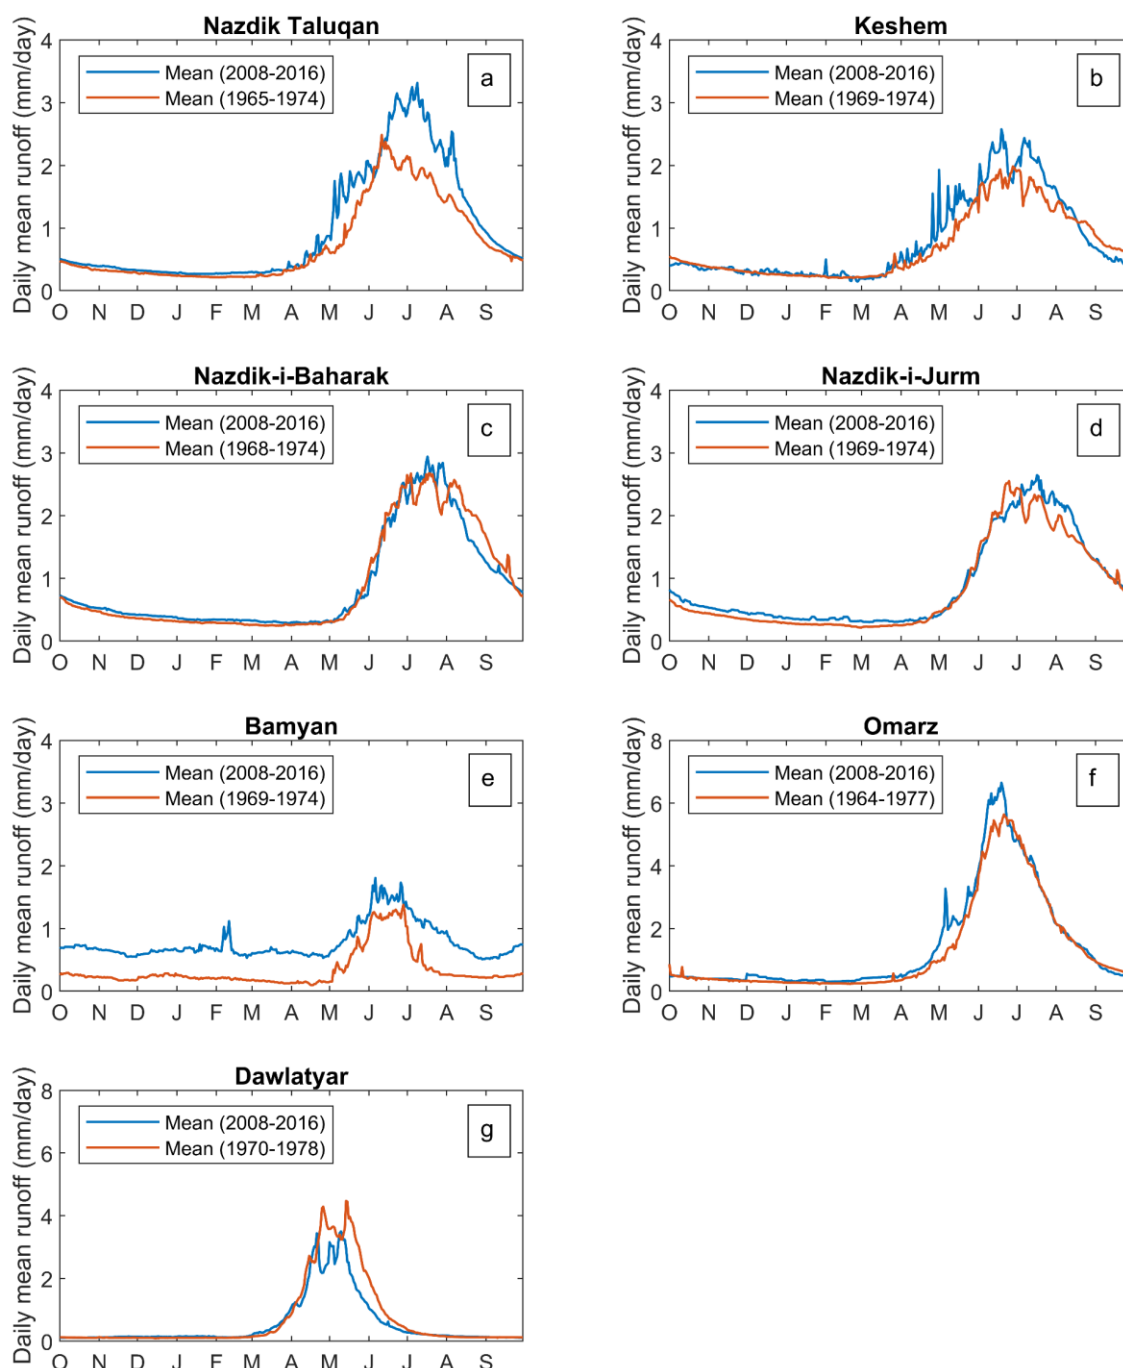 Nazdik Taluqan
Daily mean runoff (mm/day)
4
3
2
1
0
Mean (2008-2016)
Mean (1965-1974)
a
O N D J F M A M J J A S
Keshem
Daily mean runoff (mm/day)
4
3
2
1
0
Mean (2008-2016)
Mean (1969-1974)
b
O N D J F M A M J J A S
Nazdik-i-Baharak
Daily mean runoff (mm/day)
4
3
2
1
0
Mean (2008-2016)
Mean (1968-1974)
c
O N D J F M A M J J A S
Nazdik-i-Jurm
Daily mean runoff (mm/day)
4
3
2
1
0
Mean (2008-2016)
Mean (1969-1974)
d
O N D J F M A M J J A S
Bamyan
Daily mean runoff (mm/day)
4
3
2
1
0
Mean (2008-2016)
Mean (1969-1974)
e
O N D J F M A M J J A S
Omarz
Daily mean runoff (mm/day)
8
6
4
2
0
Mean (2008-2016)
Mean (1964-1977)
f
O N D J F M A M J J A S
Dawlatyar
Daily mean runoff (mm/day)
8
6
4
2
0
Mean (2008-2016)
Mean (1970-1978)
g
O N D J F M A M J J A S